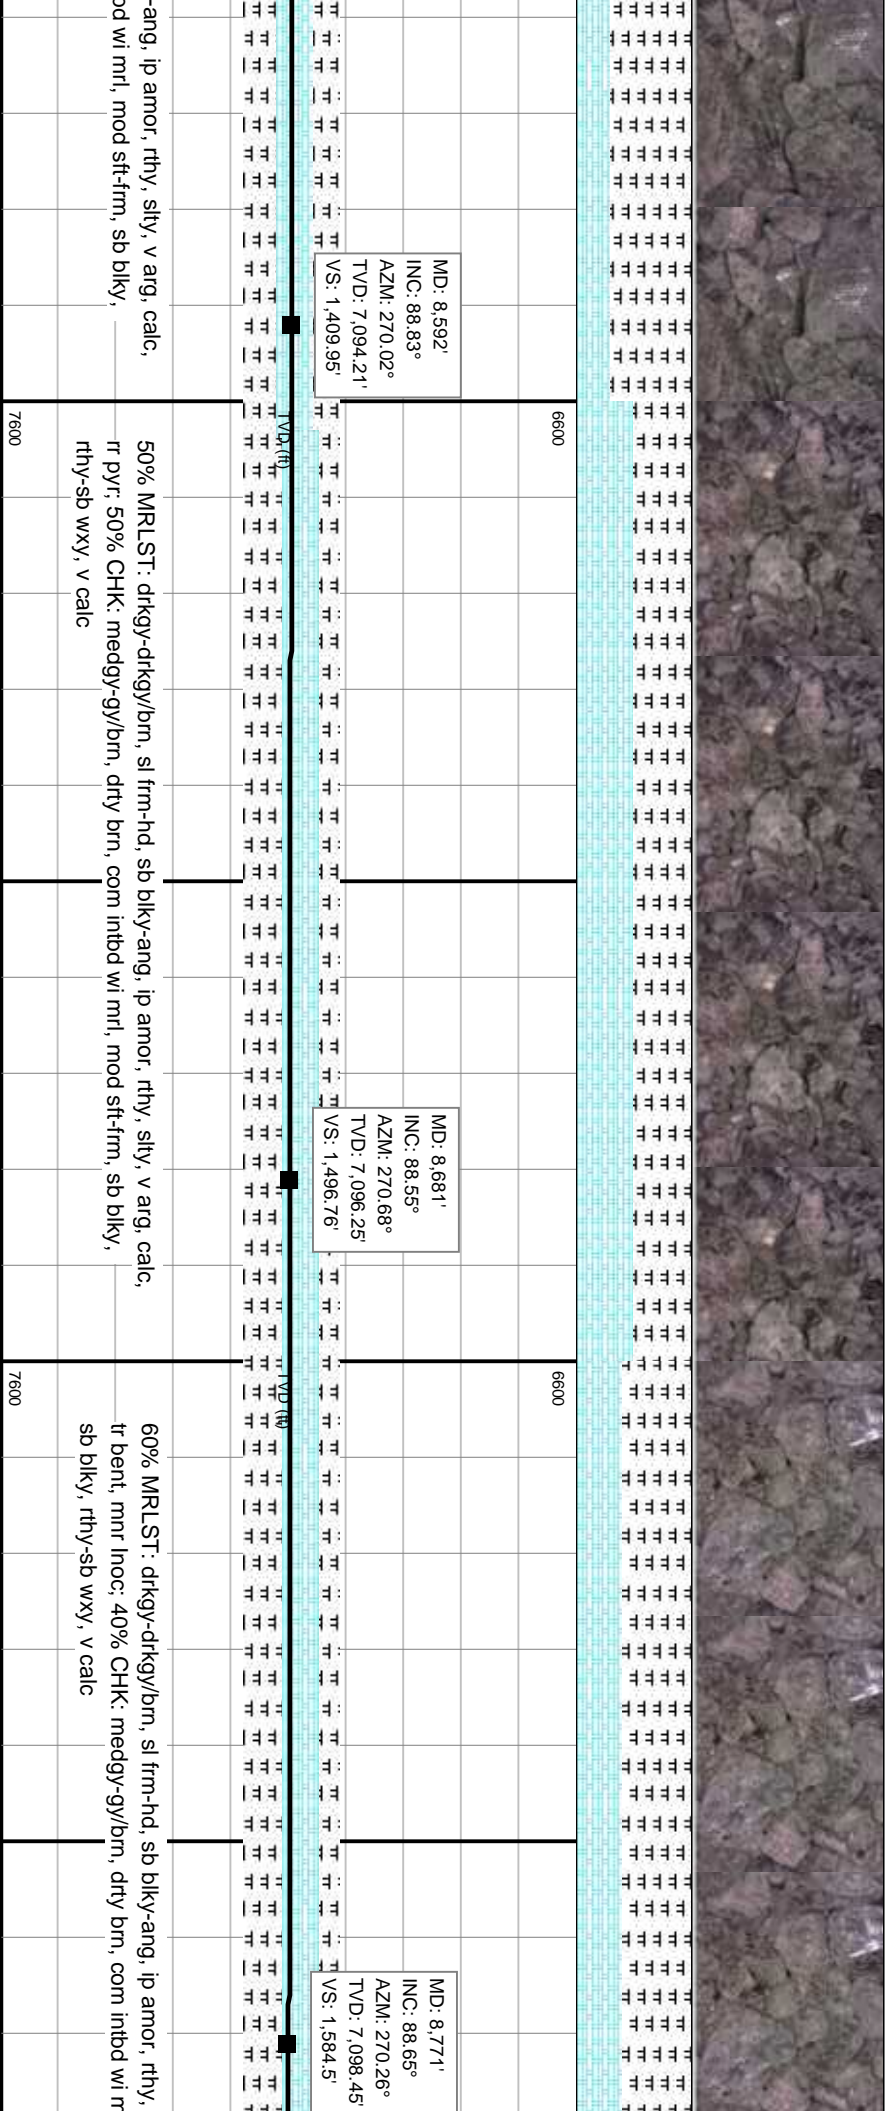 -ang, ip amor, rthy, slty, v arg, calc,
od wi mrl, mod sft-frm, sb blky,
MD: 8,592'
INC: 88.83°
AZM: 270.02°
TVD: 7,094.21'
VS: 1,409.95'
6600
TVD (ft)
7600
50% MRLST: drkgy-drkgy/brn, sl frm-hd, sb blky-ang, ip amor, rthy, slty, v arg, calc,
rr pyr; 50% CHK: medgy-gy/brn, drty brn, com intbd wi mrl, mod sft-frm, sb blky,
rthy-sb wxy, v calc
MD: 8,681'
INC: 88.55°
AZM: 270.68°
TVD: 7,096.25'
VS: 1,496.76'
6600
TVD (ft)
7600
60% MRLST: drkgy-drkgy/brn, sl frm-hd, sb blky-ang, ip amor, rthy,
tr bent, mnr Inoc; 40% CHK: medgy-gy/brn, drty brn, com intbd wi m
sb blky, rthy-sb wxy, v calc
MD: 8,771'
INC: 88.65°
AZM: 270.26°
TVD: 7,098.45'
VS: 1,584.5'